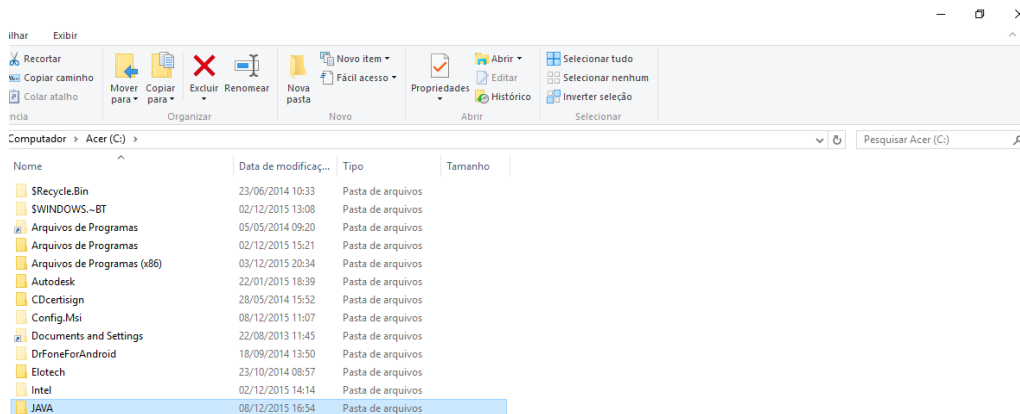 ilhar Exibir
Recortar
Copiar caminho
Colar atalho
Mover para
Copiar para
Excluir
Renomear
Nova pasta
Novo item
Fácil acesso
Propriedades
Abrir
Editar
Histórico
Selecionar tudo
Selecionar nenhum
Inverter seleção
ncia Organizar Novo Abrir Selecionar
Computador > Acer (C:) > Pesquisar Acer (C:)
Nome Data de modificaç... Tipo Tamanho
$Recycle.Bin 23/06/2014 10:33 Pasta de arquivos
$WINDOWS.~BT 02/12/2015 13:08 Pasta de arquivos
Arquivos de Programas 05/05/2014 09:20 Pasta de arquivos
Arquivos de Programas 02/12/2015 15:21 Pasta de arquivos
Arquivos de Programas (x86) 03/12/2015 20:34 Pasta de arquivos
Autodesk 22/01/2015 18:39 Pasta de arquivos
CDcertisign 28/05/2014 15:52 Pasta de arquivos
Config.Msi 08/12/2015 11:07 Pasta de arquivos
Documents and Settings 22/08/2013 11:45 Pasta de arquivos
DrFoneForAndroid 18/09/2014 13:50 Pasta de arquivos
Elotech 23/10/2014 08:57 Pasta de arquivos
Intel 02/12/2015 14:14 Pasta de arquivos
JAVA 08/12/2015 16:54 Pasta de arquivos